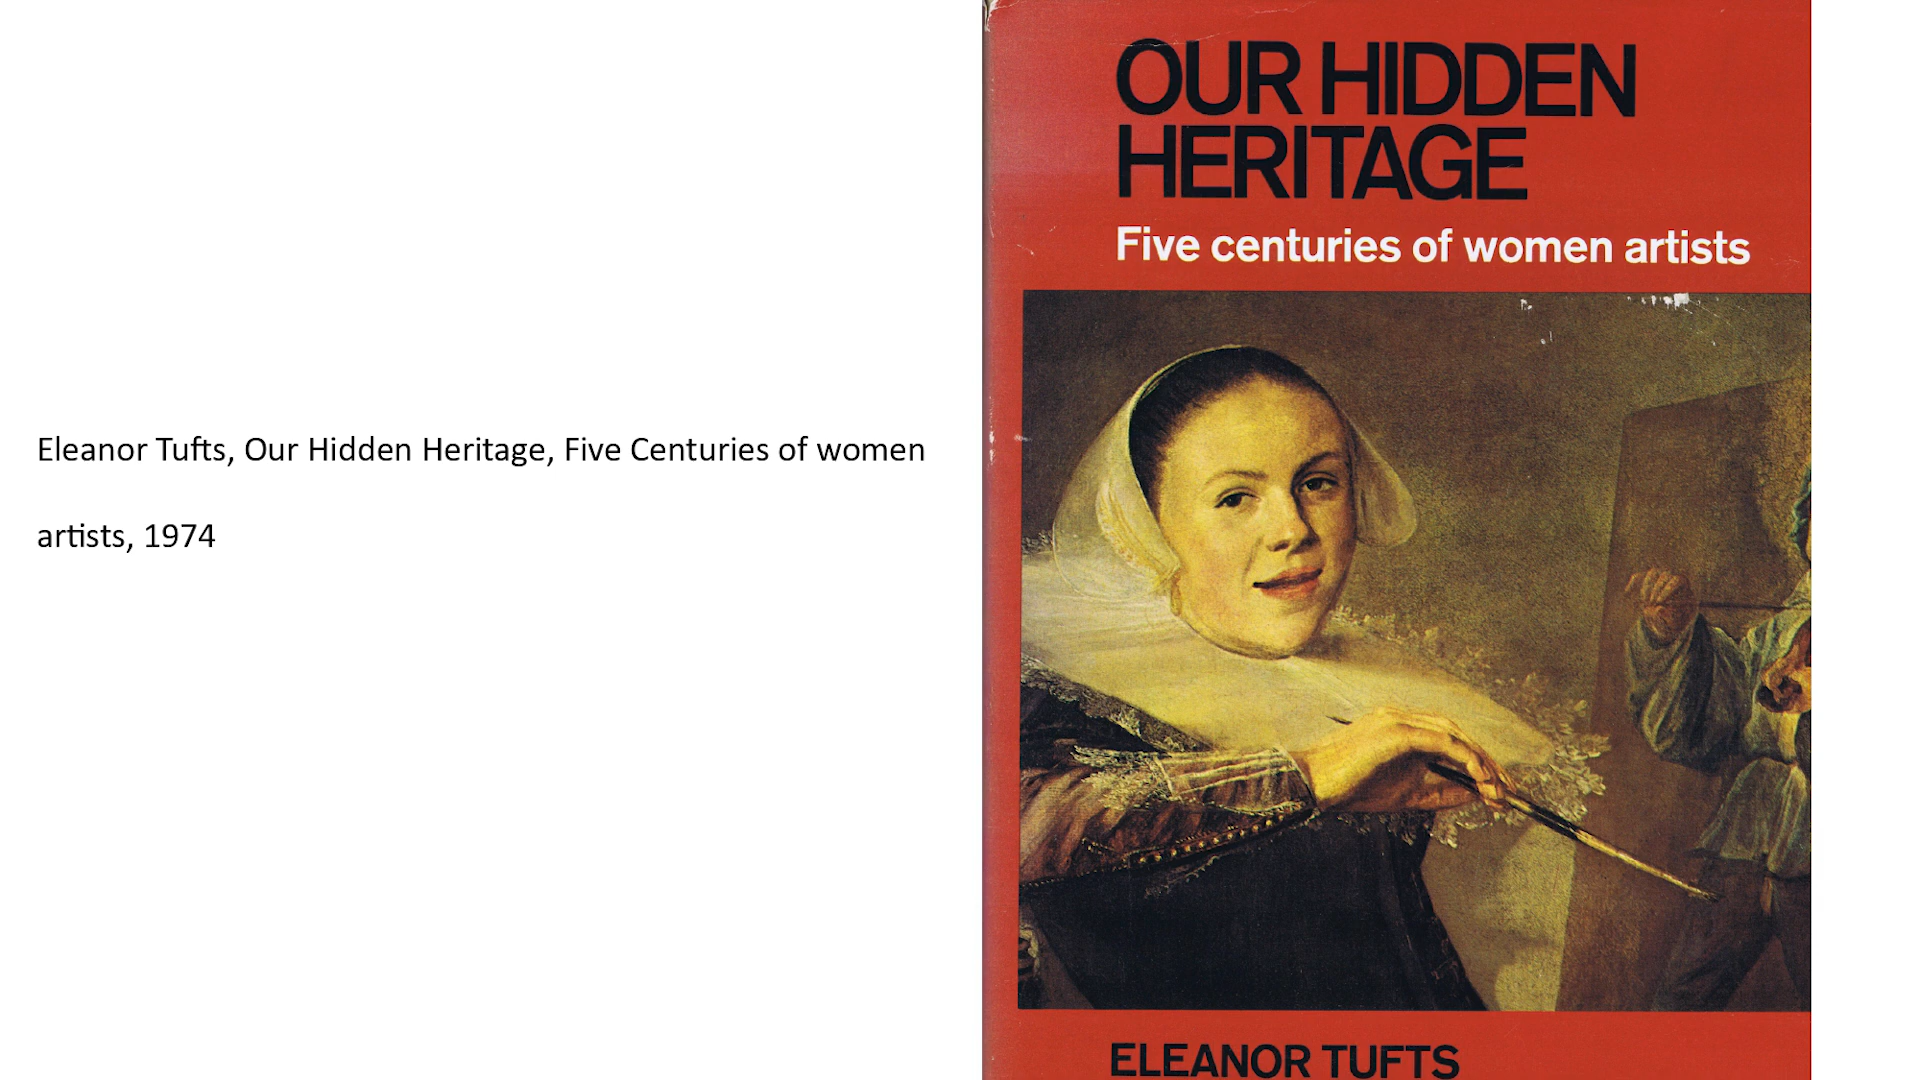 Eleanor Tufts, Our Hidden Heritage, Five Centuries of women
artists, 1974
OUR HIDDEN
HERITAGE
Five centuries of women artists
ELEANOR TUFTS